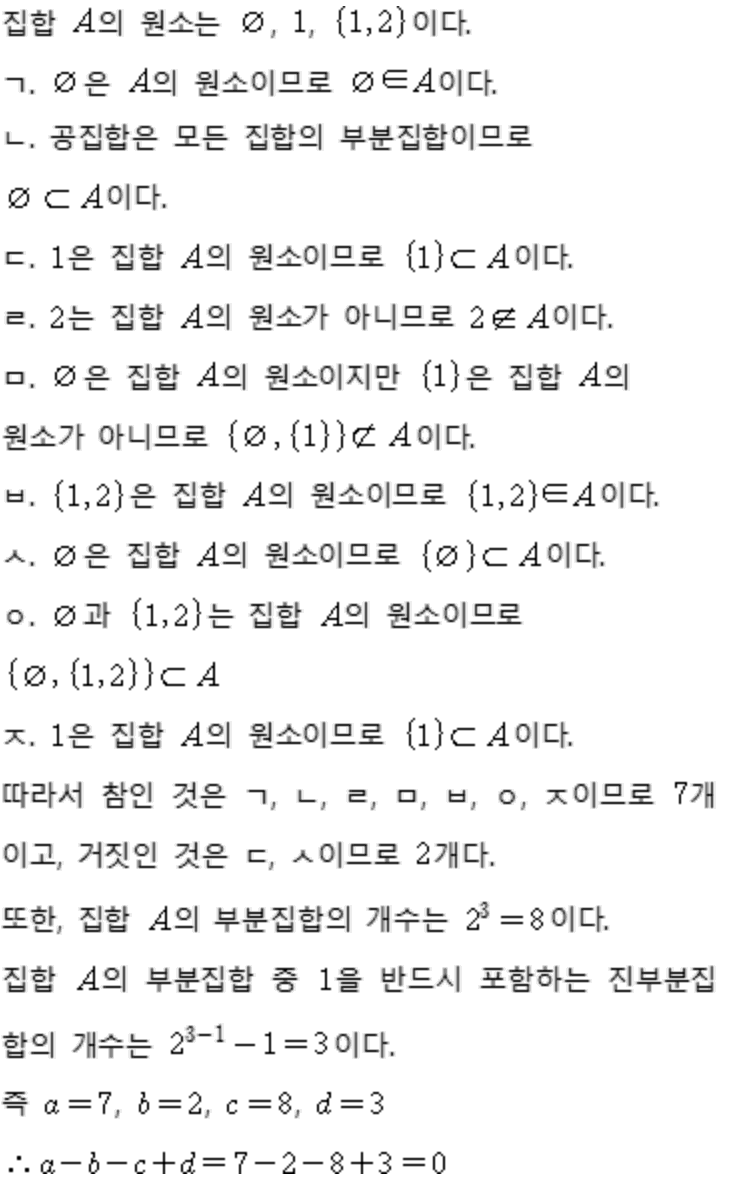 집합 A의 원소는 ∅, 1, {1,2}이다.
ㄱ. ∅은 A의 원소이므로 ∅∈A이다.
ㄴ. 공집합은 모든 집합의 부분집합이므로
∅⊂A이다.
ㄷ. 1은 집합 A의 원소이므로 {1}⊂A이다.
ㄹ. 2는 집합 A의 원소가 아니므로 2∉A이다.
ㅁ. ∅은 집합 A의 원소이지만 {1}은 집합 A의
원소가 아니므로 {∅,{1}}⊄A이다.
ㅂ. {1,2}은 집합 A의 원소이므로 {1,2}∈A이다.
ㅅ. ∅은 집합 A의 원소이므로 {∅}⊂A이다.
ㅇ. ∅과 {1,2}는 집합 A의 원소이므로
{∅,{1,2}}⊂A
ㅈ. 1은 집합 A의 원소이므로 {1}⊂A이다.
따라서 참인 것은 ㄱ, ㄴ, ㄹ, ㅁ, ㅂ, ㅇ, ㅈ이므로 7개
이고, 거짓인 것은 ㄷ, ㅅ이므로 2개다.
또한, 집합 A의 부분집합의 개수는 2³=8이다.
집합 A의 부분집합 중 1을 반드시 포함하는 진부분집
합의 개수는 2³⁻¹-1=3이다.
즉 a=7, b=2, c=8, d=3
∴a-b-c+d=7-2-8+3=0